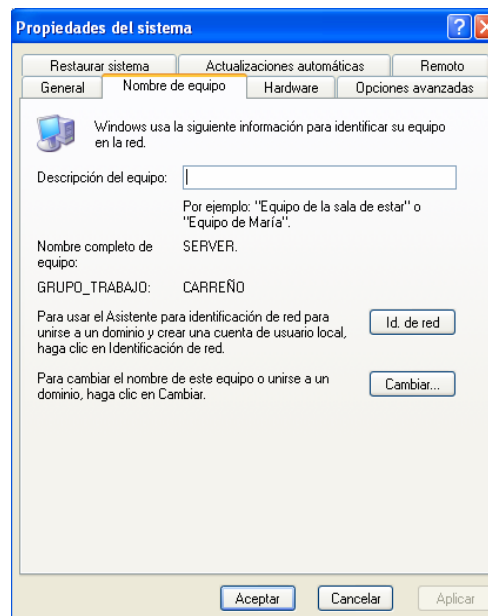 Propiedades del sistema
Restaurar sistema Actualizaciones automáticas Remoto
General Nombre de equipo Hardware Opciones avanzadas
Windows usa la siguiente información para identificar su equipo
en la red.
Descripción del equipo:
Por ejemplo: "Equipo de la sala de estar" o
"Equipo de María".
Nombre completo de SERVER.
equipo:
GRUPO_TRABAJO: CARREÑO
Para usar el Asistente para identificación de red para
unirse a un dominio y crear una cuenta de usuario local,
haga clic en Identificación de red.
Id. de red
Para cambiar el nombre de este equipo o unirse a un
dominio, haga clic en Cambiar.
Cambiar...
Aceptar Cancelar Aplicar